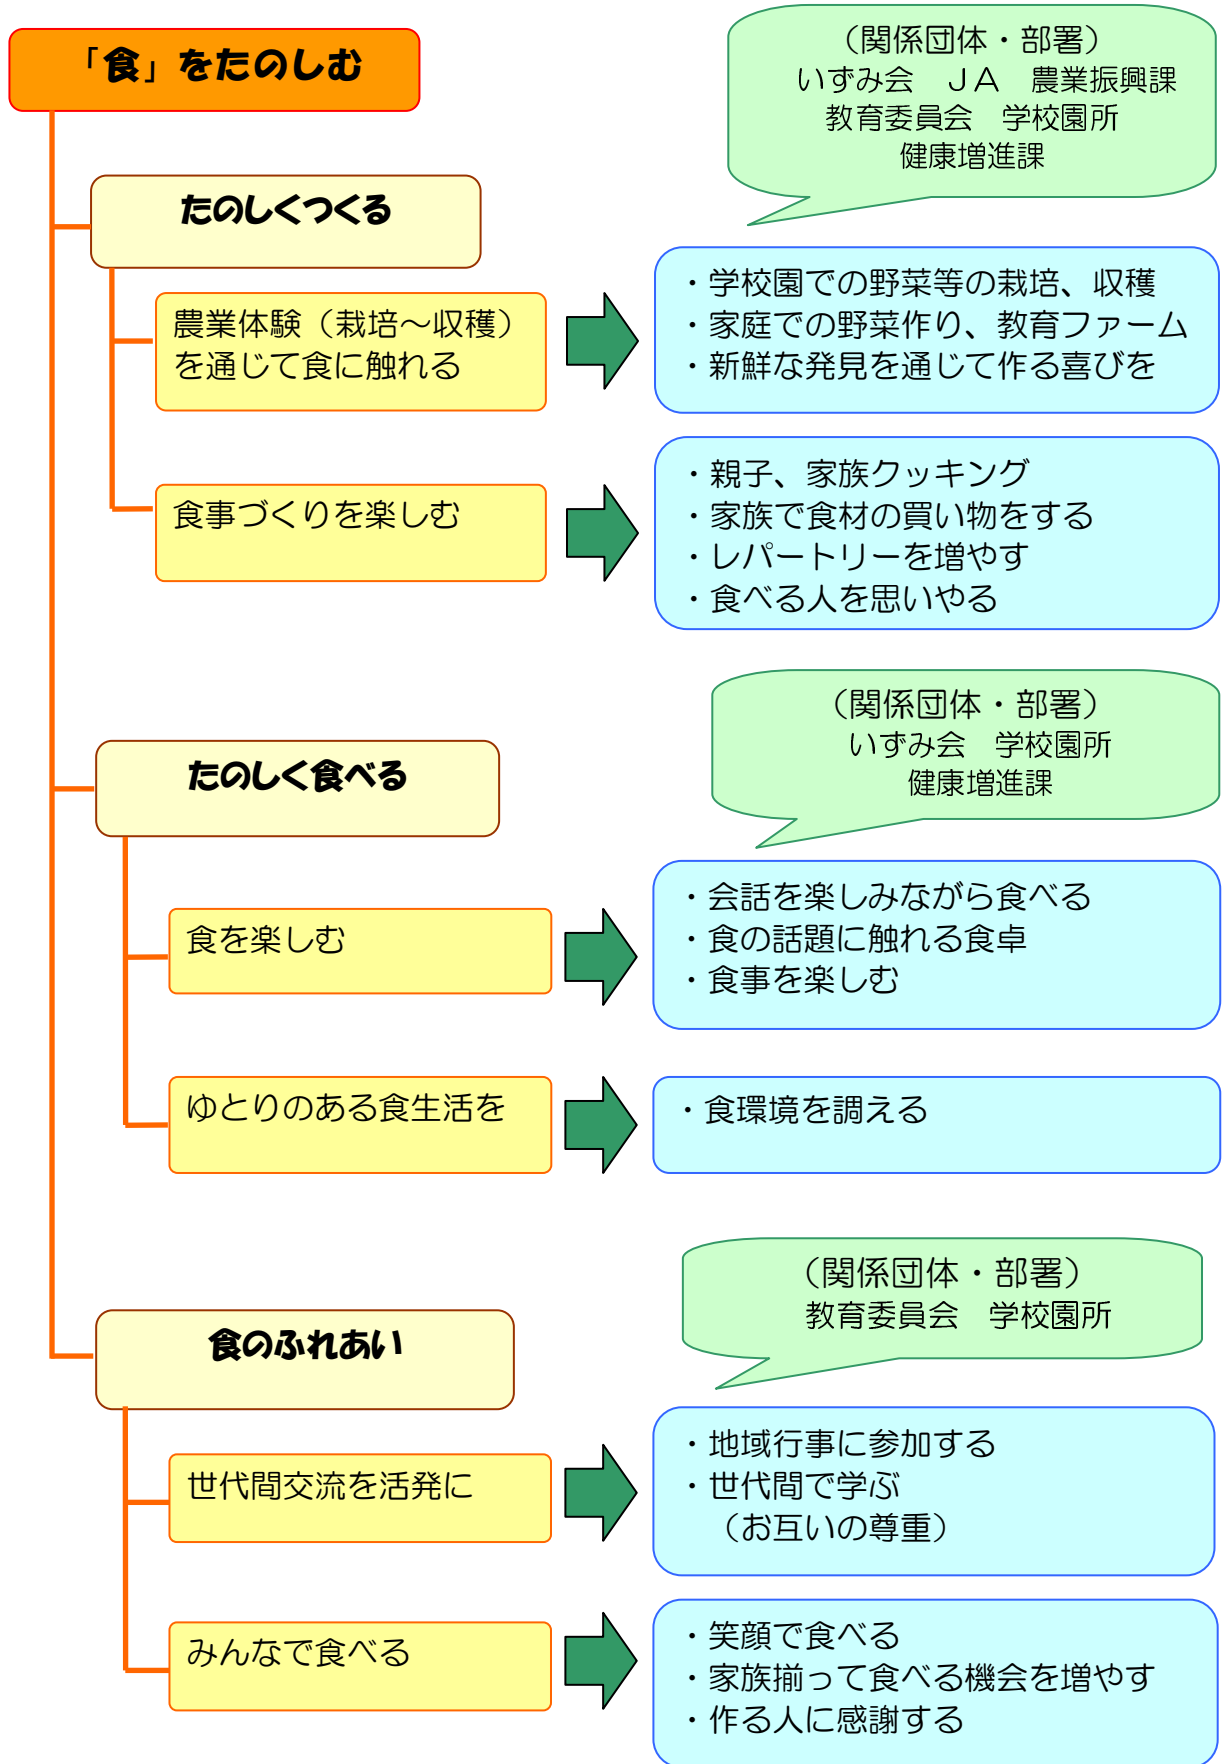 「食」をたのしむ
（関係団体・部署）
いずみ会　ＪＡ　農業振興課
教育委員会　学校園所
健康増進課
たのしくつくる
農業体験（栽培～収穫）
を通じて食に触れる
・学校園での野菜等の栽培、収穫
・家庭での野菜作り、教育ファーム
・新鮮な発見を通じて作る喜びを
食事づくりを楽しむ
・親子、家族クッキング
・家族で食材の買い物をする
・レパートリーを増やす
・食べる人を思いやる
（関係団体・部署）
いずみ会　学校園所
健康増進課
たのしく食べる
食を楽しむ
・会話を楽しみながら食べる
・食の話題に触れる食卓
・食事を楽しむ
ゆとりのある食生活を
・食環境を調える
（関係団体・部署）
教育委員会　学校園所
食のふれあい
世代間交流を活発に
・地域行事に参加する
・世代間で学ぶ
（お互いの尊重）
みんなで食べる
・笑顔で食べる
・家族揃って食べる機会を増やす
・作る人に感謝する